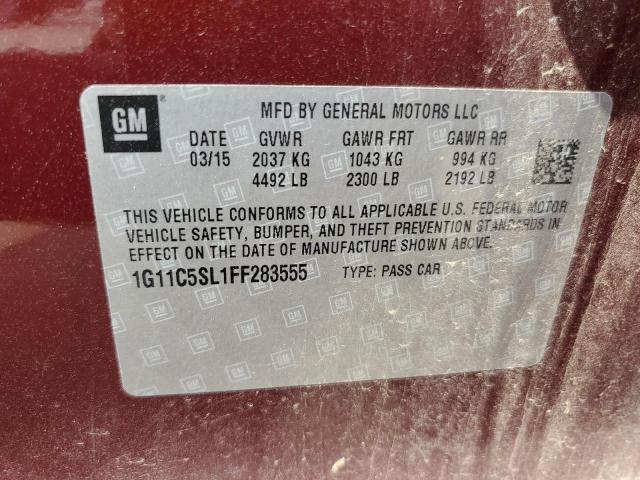 GM
MFD BY GENERAL MOTORS LLC
DATE GVWR GAWR FRT GAWR RR
03/15 2037 KG 1043 KG 994 KG
4492 LB 2300 LB 2192 LB
THIS VEHICLE CONFORMS TO ALL APPLICABLE U.S. FEDERAL MOTOR
VEHICLE SAFETY, BUMPER, AND THEFT PREVENTION STANDARDS IN
EFFECT ON THE DATE OF MANUFACTURE SHOWN ABOVE.
1G11C5SL1FF283555 TYPE: PASS CAR